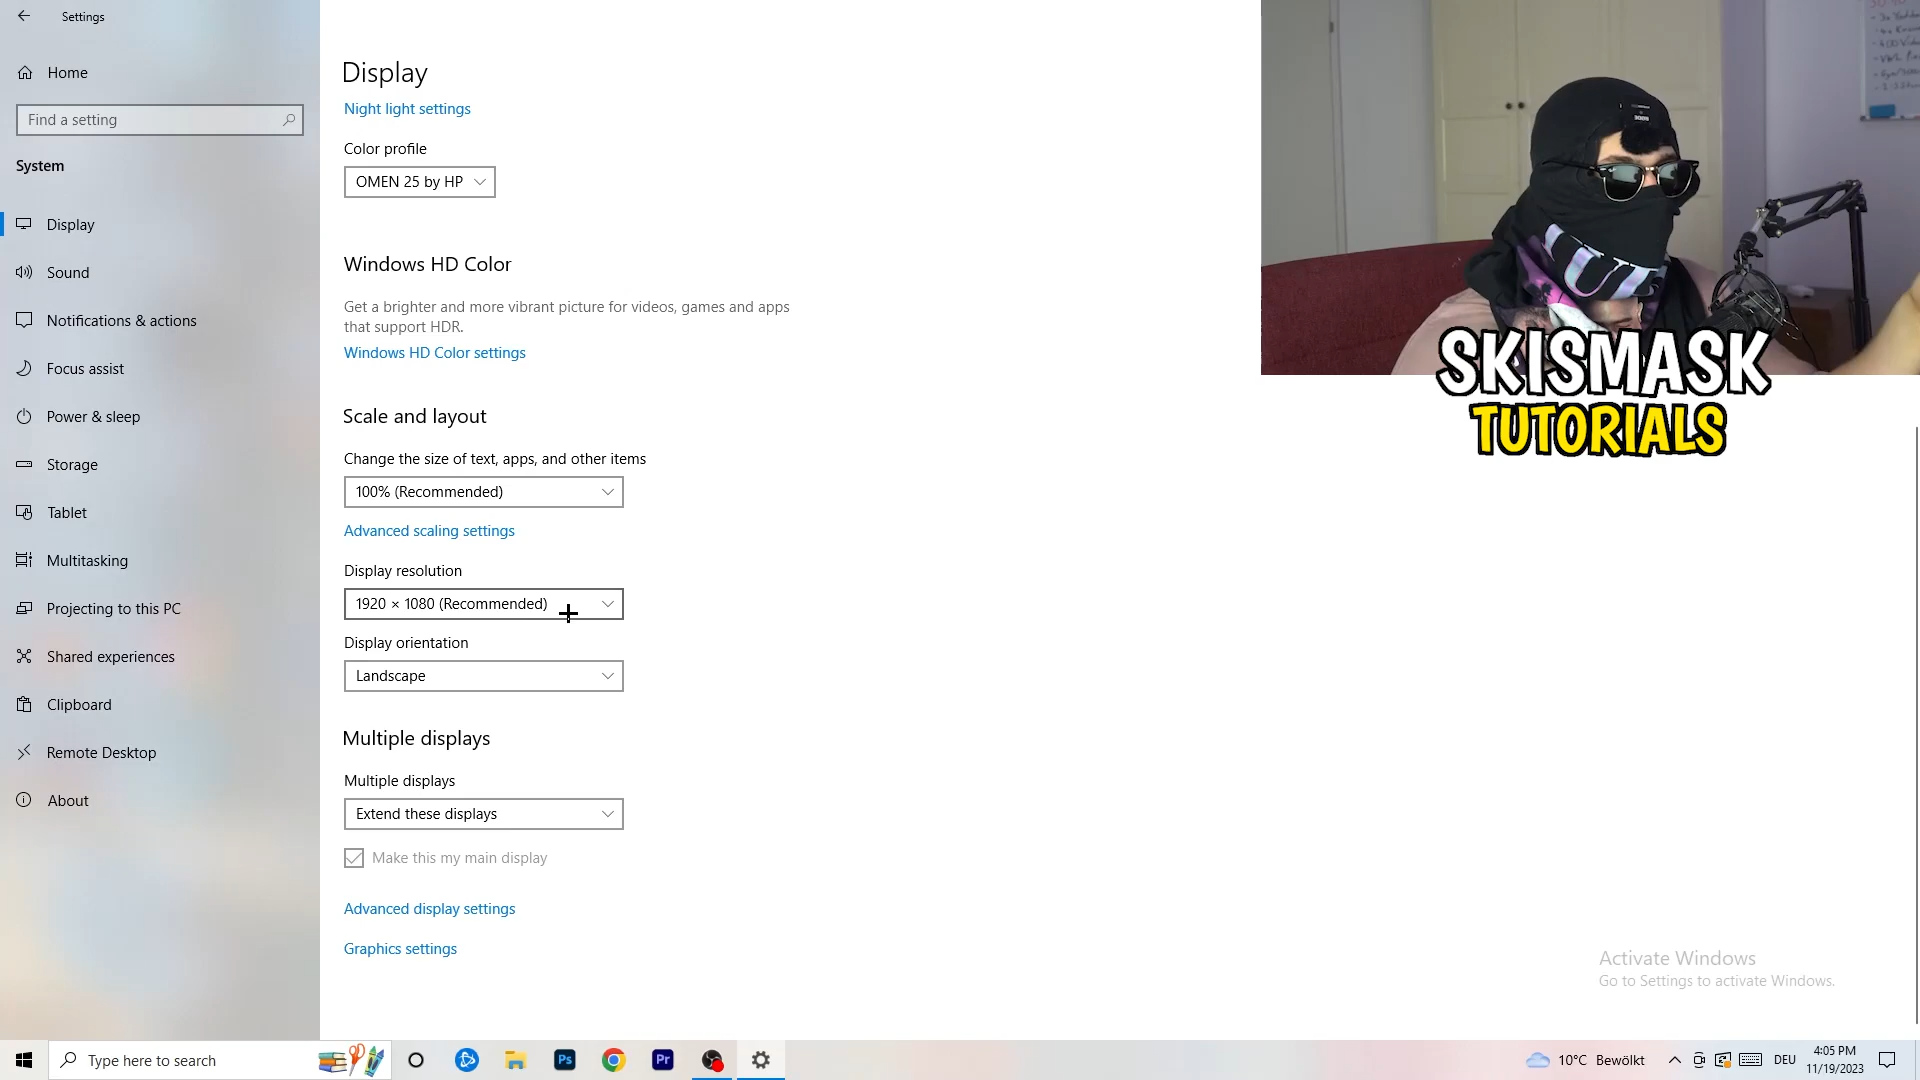 Settings
Home
Find a setting
System
Display
Sound
Notifications & actions
Focus assist
Power & sleep
Storage
Tablet
Multitasking
Projecting to this PC
Shared experiences
Clipboard
Remote Desktop
About
Display
Night light settings
Color profile
OMEN 25 by HP
Windows HD Color
Get a brighter and more vibrant picture for videos, games and apps
that support HDR.
Windows HD Color settings
Scale and layout
Change the size of text, apps, and other items
100% (Recommended)
Advanced scaling settings
Display resolution
1920 × 1080 (Recommended)
Display orientation
Landscape
Multiple displays
Multiple displays
Extend these displays
Make this my main display
Advanced display settings
Graphics settings
SKISMASK
TUTORIALS
Activate Windows
Go to Settings to activate Windows.
Type here to search
Ps
Pr
10°C Bewölkt
DEU
4:05 PM
11/19/2023